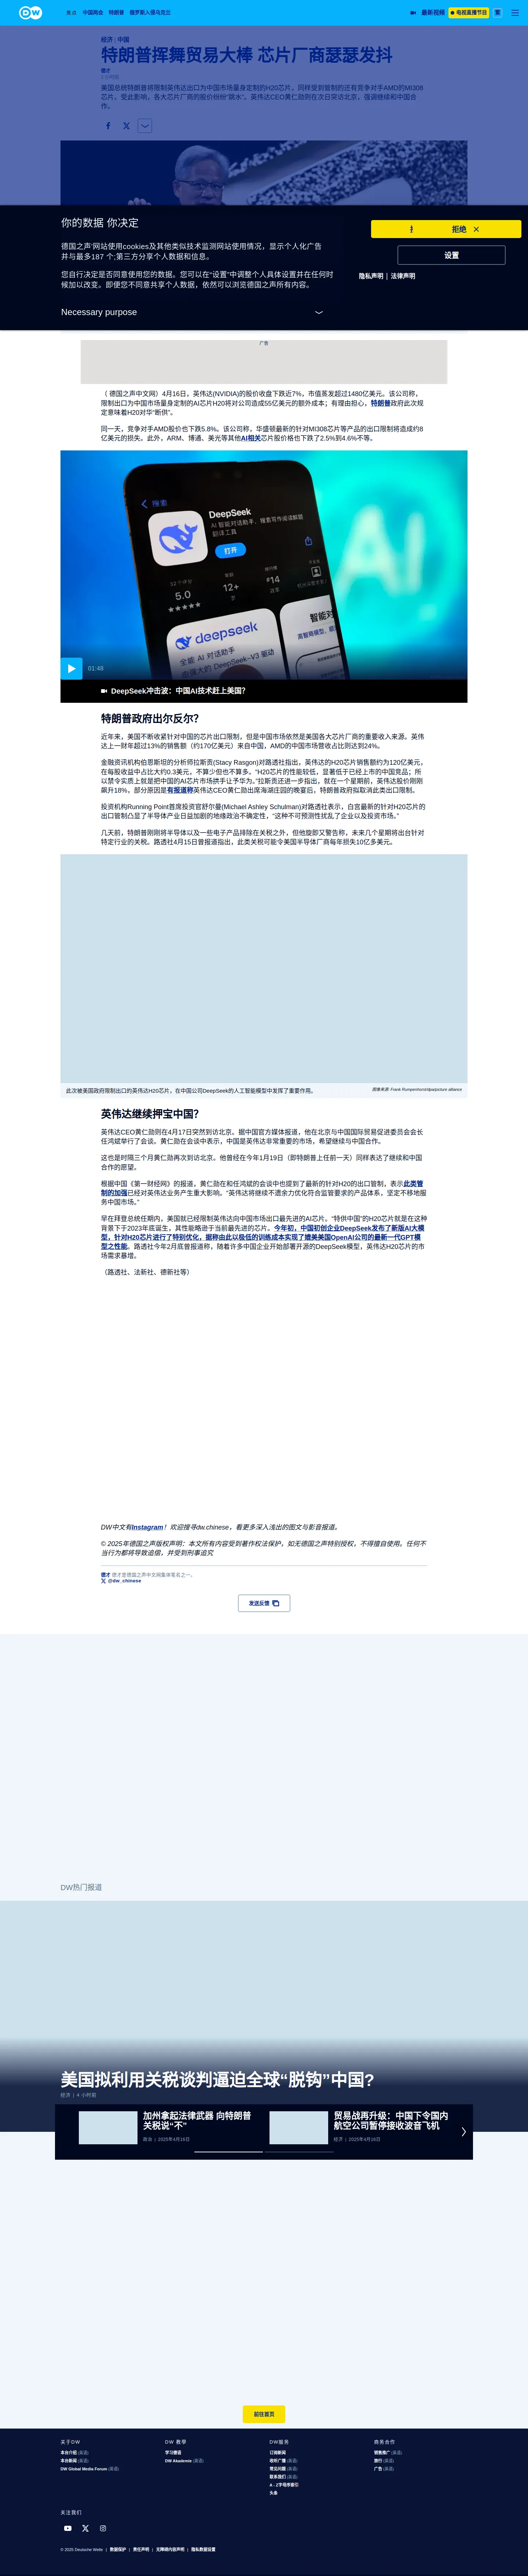 DW
焦点
中国两会
特朗普
俄罗斯入侵乌克兰
最新视频
电视直播节目
繁
经济 | 中国
特朗普挥舞贸易大棒 芯片厂商瑟瑟发抖
德才
2 小时前
美国总统特朗普将限制英伟达为中国市场定制的H20芯片，同样受到管制的还有竞争对手AMD的MI308
芯片。受此影响，各大芯片厂商的股价纷纷“跳水”。英伟达CEO黄仁勋则在次日突访北京，强调继续和中国合
作。
你的数据 你决定
德国之声*网站使用cookies及其他类似技术监测网站使用情况，显示个人化广告
并与最多187 个;第三方分享个人数据和信息。
您自行决定是否同意使用您的数据。您可以在“设置”中调整个人具体设置并在任何时
候加以改变。即便您不同意共享个人数据，依然可以浏览德国之声所有内容。
Necessary purpose
拒绝
设置
隐私声明 | 法律声明
广告
（ 德国之声中文网）4月16日，英伟达(NVIDIA)的股价收盘下跌近7%，市值蒸发超过1480亿美元。该公司称，
限制出口为中国市场量身定制的AI芯片H20将对公司造成55亿美元的额外成本；有理由担心，特朗普政府此次规
定意味着H20对华“断供”。
同一天，竞争对手AMD股价也下跌5.8%。该公司称，华盛顿最新的针对MI308芯片等产品的出口限制将造成约8
亿美元的损失。此外，ARM、博通、美光等其他AI相关芯片股价格也下跌了2.5%到4.6%不等。
搜索
DeepSeek
AI 智能对话助手搜索写作阅读解题
翻译工具
打开
32个评分
5.0
年龄
12+
岁
#14
效率
deepseek
全能 AI 对话助手
智能对
01:48
DeepSeek冲击波：中国AI技术赶上美国？
特朗普政府出尔反尔？
近年来，美国不断收紧针对中国的芯片出口限制，但是中国市场依然是美国各大芯片厂商的重要收入来源。英伟
达上一财年超过13%的销售额（约170亿美元）来自中国，AMD的中国市场营收占比则达到24%。
金融资讯机构伯恩斯坦的分析师拉斯贡(Stacy Rasgon)对路透社指出，英伟达的H20芯片销售额约为120亿美元，
在每股收益中占比大约0.3美元，不算少但也不算多。“H20芯片的性能较低，显著低于已经上市的中国竞品；所
以禁令实质上就是把中国的AI芯片市场拱手让予华为。”拉斯贡还进一步指出，就在一个星期前，英伟达股价刚刚
飙升18%，部分原因是有报道称英伟达CEO黄仁勋出席海湖庄园的晚宴后，特朗普政府拟取消此类出口限制。
投资机构Running Point首席投资官舒尔曼(Michael Ashley Schulman)对路透社表示，白宫最新的针对H20芯片的
出口管制凸显了半导体产业日益加剧的地缘政治不确定性，“这种不可预测性扰乱了企业以及投资市场。”
几天前，特朗普刚刚将半导体以及一些电子产品排除在关税之外，但他旋即又警告称，未来几个星期将出台针对
特定行业的关税。路透社4月15日曾报道指出，此类关税可能令美国半导体厂商每年损失10亿多美元。
此次被美国政府限制出口的英伟达H20芯片，在中国公司DeepSeek的人工智能模型中发挥了重要作用。
图像来源: Frank Rumpenhorst/dpa/picture alliance
英伟达继续押宝中国？
英伟达CEO黄仁勋则在4月17日突然到访北京。据中国官方媒体报道，他在北京与中国国际贸易促进委员会会长
任鸿斌举行了会谈。黄仁勋在会谈中表示，中国是英伟达非常重要的市场，希望继续与中国合作。
这也是时隔三个月黄仁勋再次到访北京。他曾经在今年1月19日（即特朗普上任前一天）同样表达了继续和中国
合作的愿望。
根据中国《第一财经网》的报道，黄仁勋在和任鸿斌的会谈中也提到了最新的针对H20的出口管制，表示此类管
制的加强已经对英伟达业务产生重大影响。“英伟达将继续不遗余力优化符合监管要求的产品体系，坚定不移地服
务中国市场。”
早在拜登总统任期内，美国就已经限制英伟达向中国市场出口最先进的AI芯片。“特供中国”的H20芯片就是在这种
背景下于2023年底诞生，其性能略逊于当前最先进的芯片。今年初，中国初创企业DeepSeek发布了新版AI大模
型，针对H20芯片进行了特别优化，据称由此以极低的训练成本实现了媲美美国OpenAI公司的最新一代GPT模
型之性能。路透社今年2月底曾报道称，随着许多中国企业开始部署开源的DeepSeek模型，英伟达H20芯片的市
场需求暴增。
（路透社、法新社、德新社等）
DW中文有Instagram！欢迎搜寻dw.chinese，看更多深入浅出的图文与影音报道。
© 2025年德国之声版权声明：本文所有内容受到著作权法保护，如无德国之声特别授权，不得擅自使用。任何不
当行为都将导致追偿，并受到刑事追究
德才 德才是德国之声中文网集体笔名之一。
@dw_chinese
发送反馈
DW热门报道
美国拟利用关税谈判逼迫全球“脱钩”中国?
经济 | 4 小时前
加州拿起法律武器 向特朗普
关税说“不”
政治 | 2025年4月16日
贸易战再升级：中国下令国内
航空公司暂停接收波音飞机
经济 | 2025年4月16日
前往首页
关于DW
本台介绍 (英语)
本台新闻 (英语)
DW Global Media Forum (英语)
DW 教學
学习德语
DW Akademie (英语)
DW服务
订阅新闻
收听广播 (英语)
常见问题 (英语)
联系我们 (英语)
A - Z字母序索引
头条
商务合作
销售推广 (英语)
旅行 (英语)
广告 (英语)
关注我们
© 2025 Deutsche Welle | 数据保护 | 责任声明 | 无障碍内容声明 | 隐私数据设置